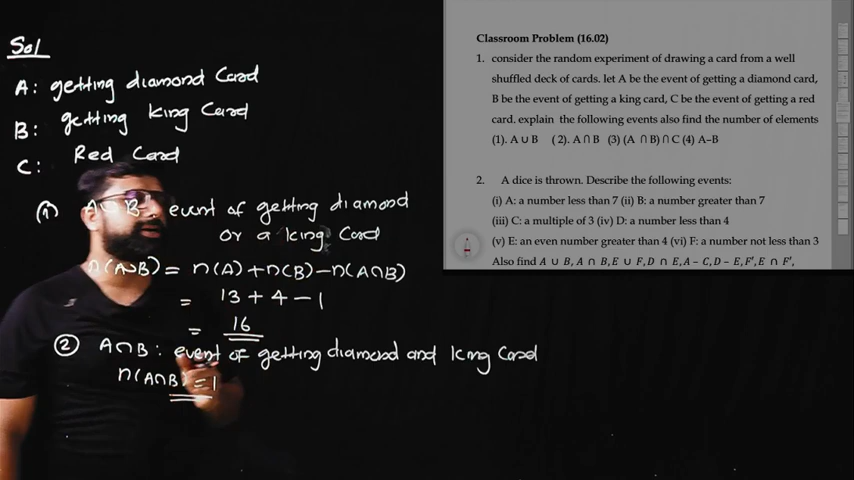 Sol
A: getting diamond Card
B: getting king Card
C: Red Card
(1) A∪B: event of getting diamond
or a king Card
n(A∪B) = n(A) + n(B) - n(A∩B)
= 13 + 4 - 1
= 16
(2) A∩B: event of getting diamond and king Card
n(A∩B) = 1
Classroom Problem (16.02)
1. consider the random experiment of drawing a card from a well
shuffled deck of cards. let A be the event of getting a diamond card,
B be the event of getting a king card, C be the event of getting a red
card. explain the following events also find the number of elements
(1). A ∪ B ( 2). A ∩ B (3) (A ∩ B) ∩ C (4) A–B
2. A dice is thrown. Describe the following events:
(i) A: a number less than 7 (ii) B: a number greater than 7
(iii) C: a multiple of 3 (iv) D: a number less than 4
(v) E: an even number greater than 4 (vi) F: a number not less than 3
Also find A ∪ B, A ∩ B, E ∪ F, D ∩ E, A − C, D − E, F′, E ∩ F′,